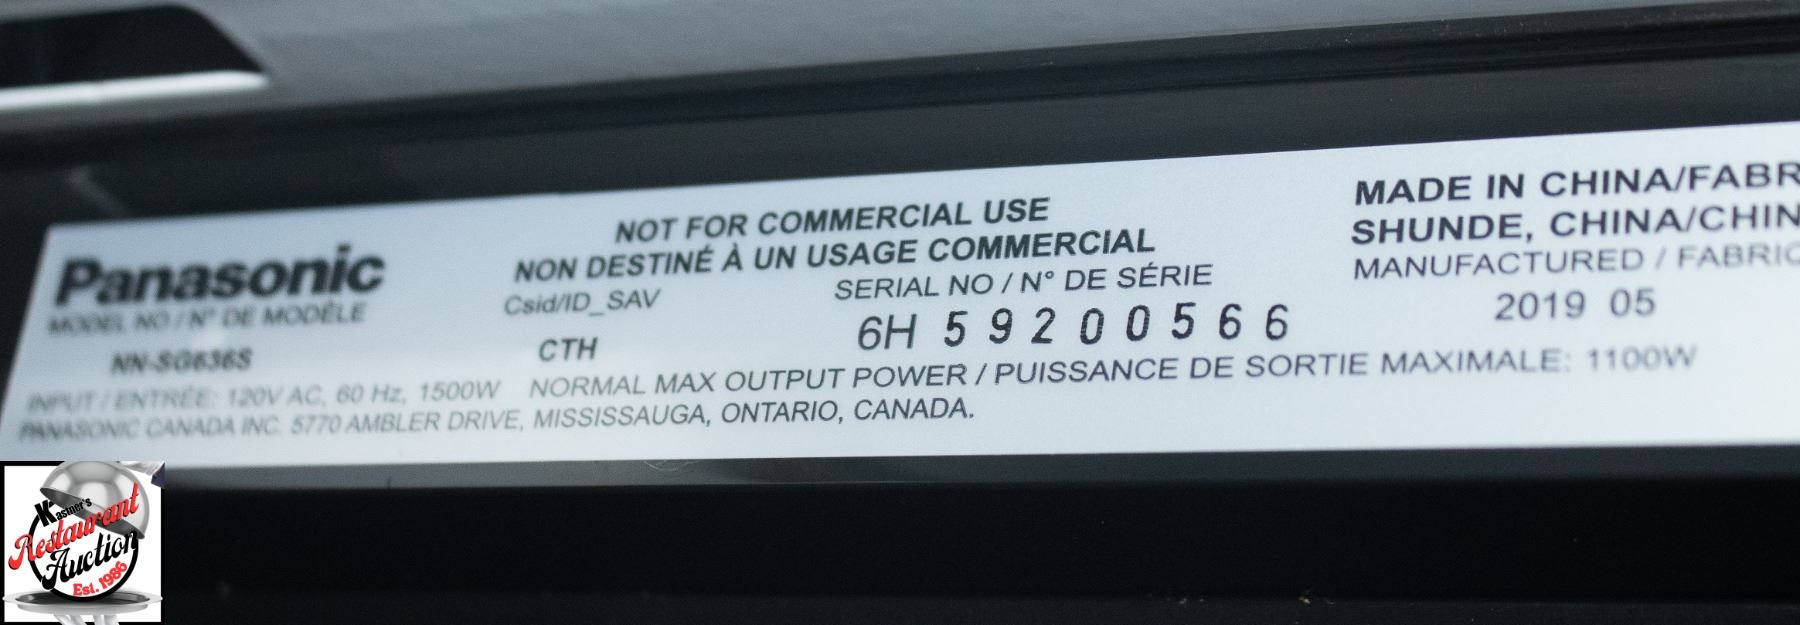 Panasonic
MODEL NO / N° DE MODÈLE
NN-SG636S
NOT FOR COMMERCIAL USE
NON DESTINÉ À UN USAGE COMMERCIAL
Csid/ID_SAV
CTH
SERIAL NO / N° DE SÉRIE
6H 59200566
MADE IN CHINA/FABR
SHUNDE, CHINA/CHIN
MANUFACTURED / FABRIC
2019 05
INPUT / ENTRÉE: 120V AC, 60 Hz, 1500W NORMAL MAX OUTPUT POWER / PUISSANCE DE SORTIE MAXIMALE: 1100W
PANASONIC CANADA INC. 5770 AMBLER DRIVE, MISSISSAUGA, ONTARIO, CANADA.
Kastner's
Restaurant
Auction
Est. 1986